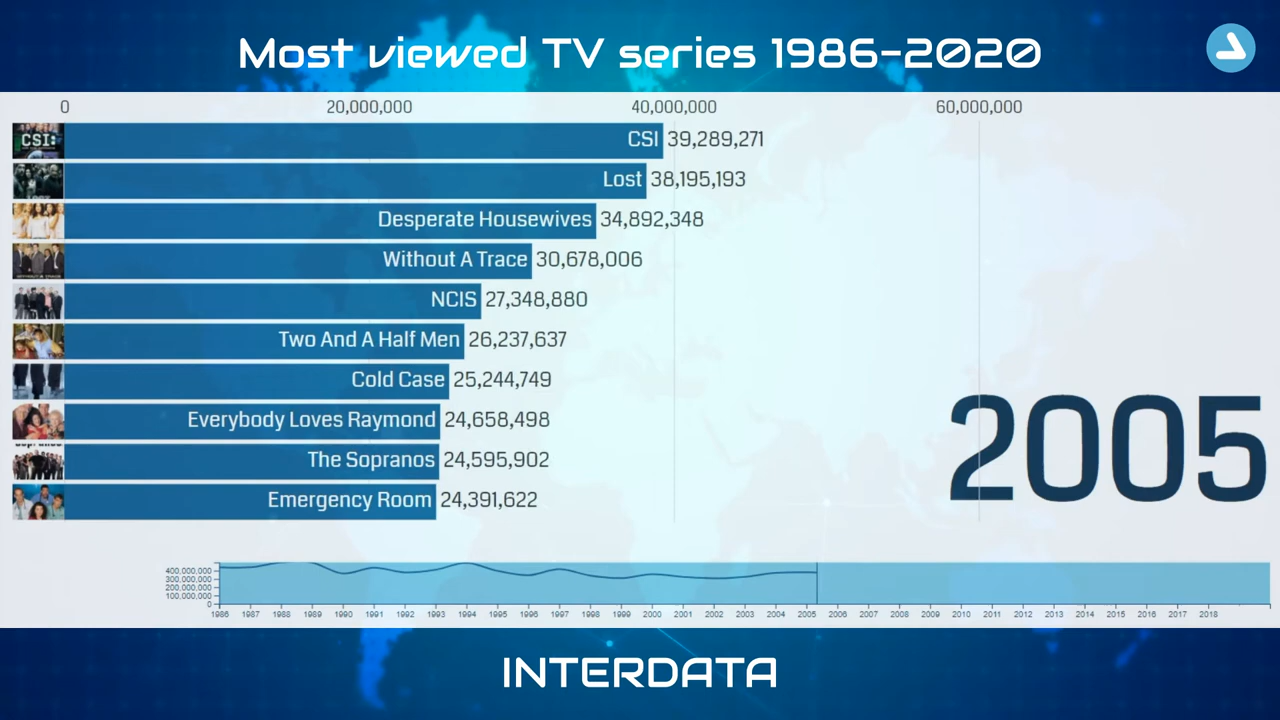 Most viewed TV series 1986-2020
0 20,000,000 40,000,000 60,000,000
CSI:
CSI 39,289,271
Lost 38,195,193
Desperate Housewives 34,892,348
Without A Trace 30,678,006
NCIS 27,348,880
Two And A Half Men 26,237,637
Cold Case 25,244,749
Everybody Loves Raymond 24,658,498
The Sopranos 24,595,902
Emergency Room 24,391,622
2005
400,000,000
300,000,000
200,000,000
100,000,000
0
1986 1987 1988 1989 1990 1991 1992 1993 1994 1995 1996 1997 1998 1999 2000 2001 2002 2003 2004 2005 2006 2007 2008 2009 2010 2011 2012 2013 2014 2015 2016 2017 2018
INTERDATA